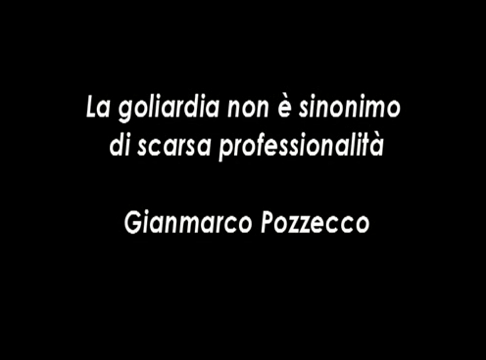 La goliardia non è sinonimo
di scarsa professionalità
Gianmarco Pozzecco